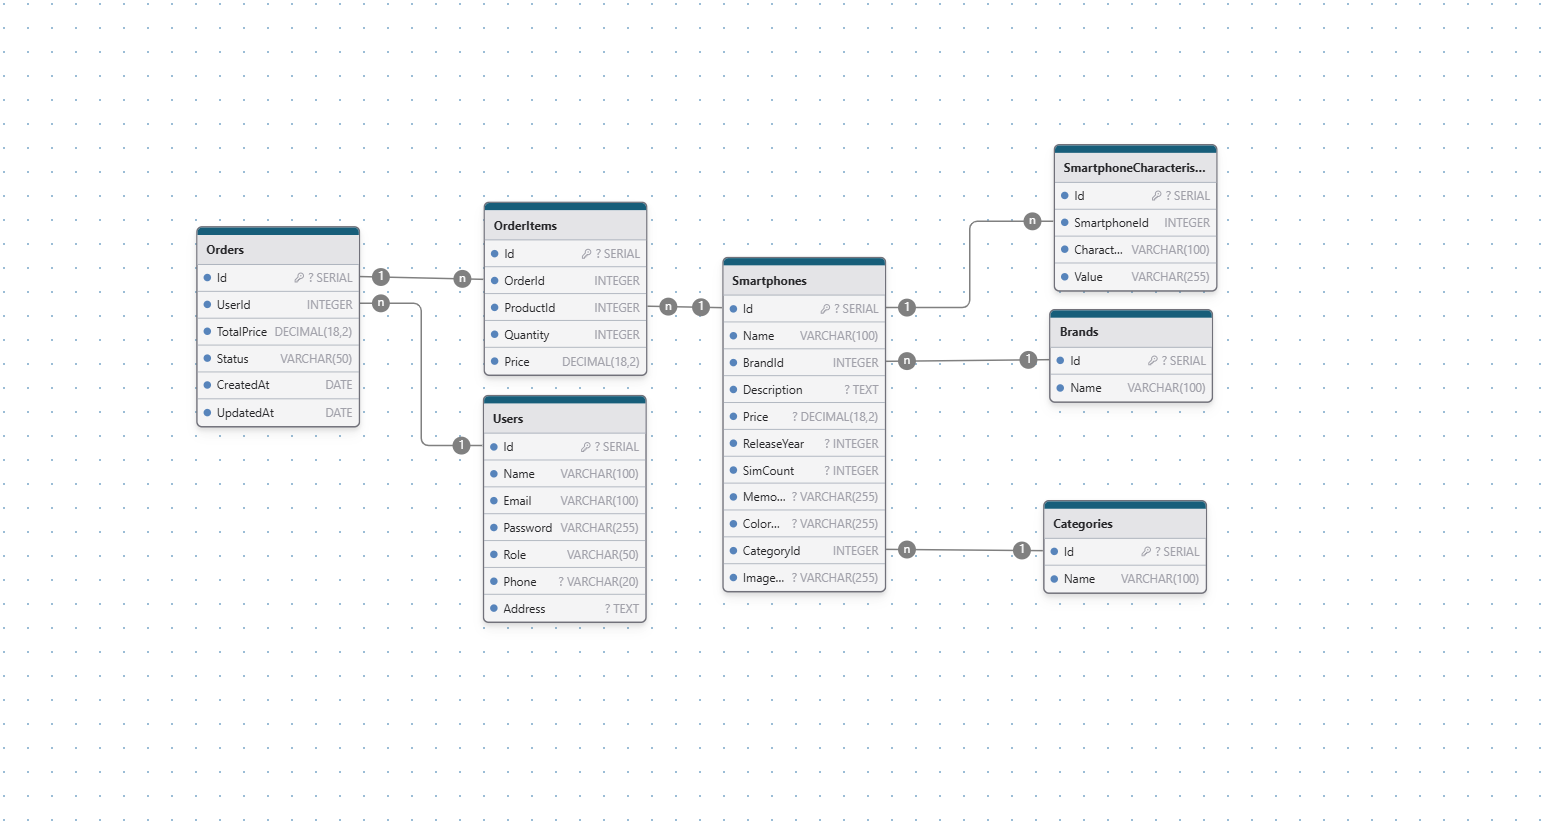 Orders
Id ? SERIAL
UserId INTEGER
TotalPrice DECIMAL(18,2)
Status VARCHAR(50)
CreatedAt DATE
UpdatedAt DATE
1
n
n
1
OrderItems
Id ? SERIAL
OrderId INTEGER
ProductId INTEGER
Quantity INTEGER
Price DECIMAL(18,2)
Users
Id ? SERIAL
Name VARCHAR(100)
Email VARCHAR(100)
Password VARCHAR(255)
Role VARCHAR(50)
Phone ? VARCHAR(20)
Address ? TEXT
n
1
Smartphones
Id ? SERIAL
Name VARCHAR(100)
BrandId INTEGER
Description ? TEXT
Price ? DECIMAL(18,2)
ReleaseYear ? INTEGER
SimCount ? INTEGER
Memo... ? VARCHAR(255)
Color... ? VARCHAR(255)
CategoryId INTEGER
Image... ? VARCHAR(255)
1
n
n
1
n
1
SmartphoneCharacteris...
Id ? SERIAL
SmartphoneId INTEGER
Charact... VARCHAR(100)
Value VARCHAR(255)
Brands
Id ? SERIAL
Name VARCHAR(100)
Categories
Id ? SERIAL
Name VARCHAR(100)